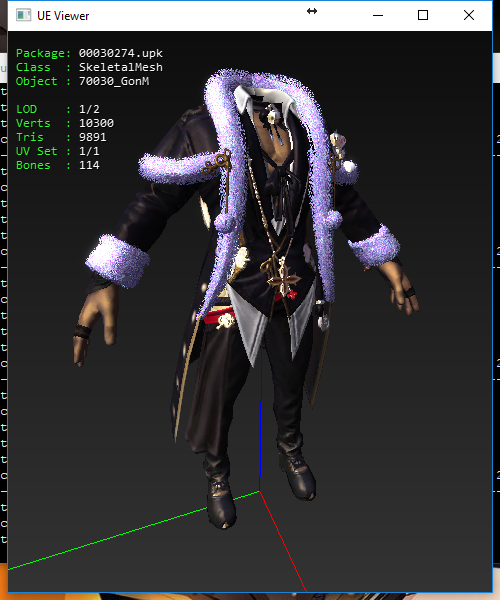 UE Viewer
Package: 00030274.upk
Class : SkeletalMesh
Object : 70030_GonM
LOD : 1/2
Verts : 10300
Tris : 9891
UV Set : 1/1
Bones : 114